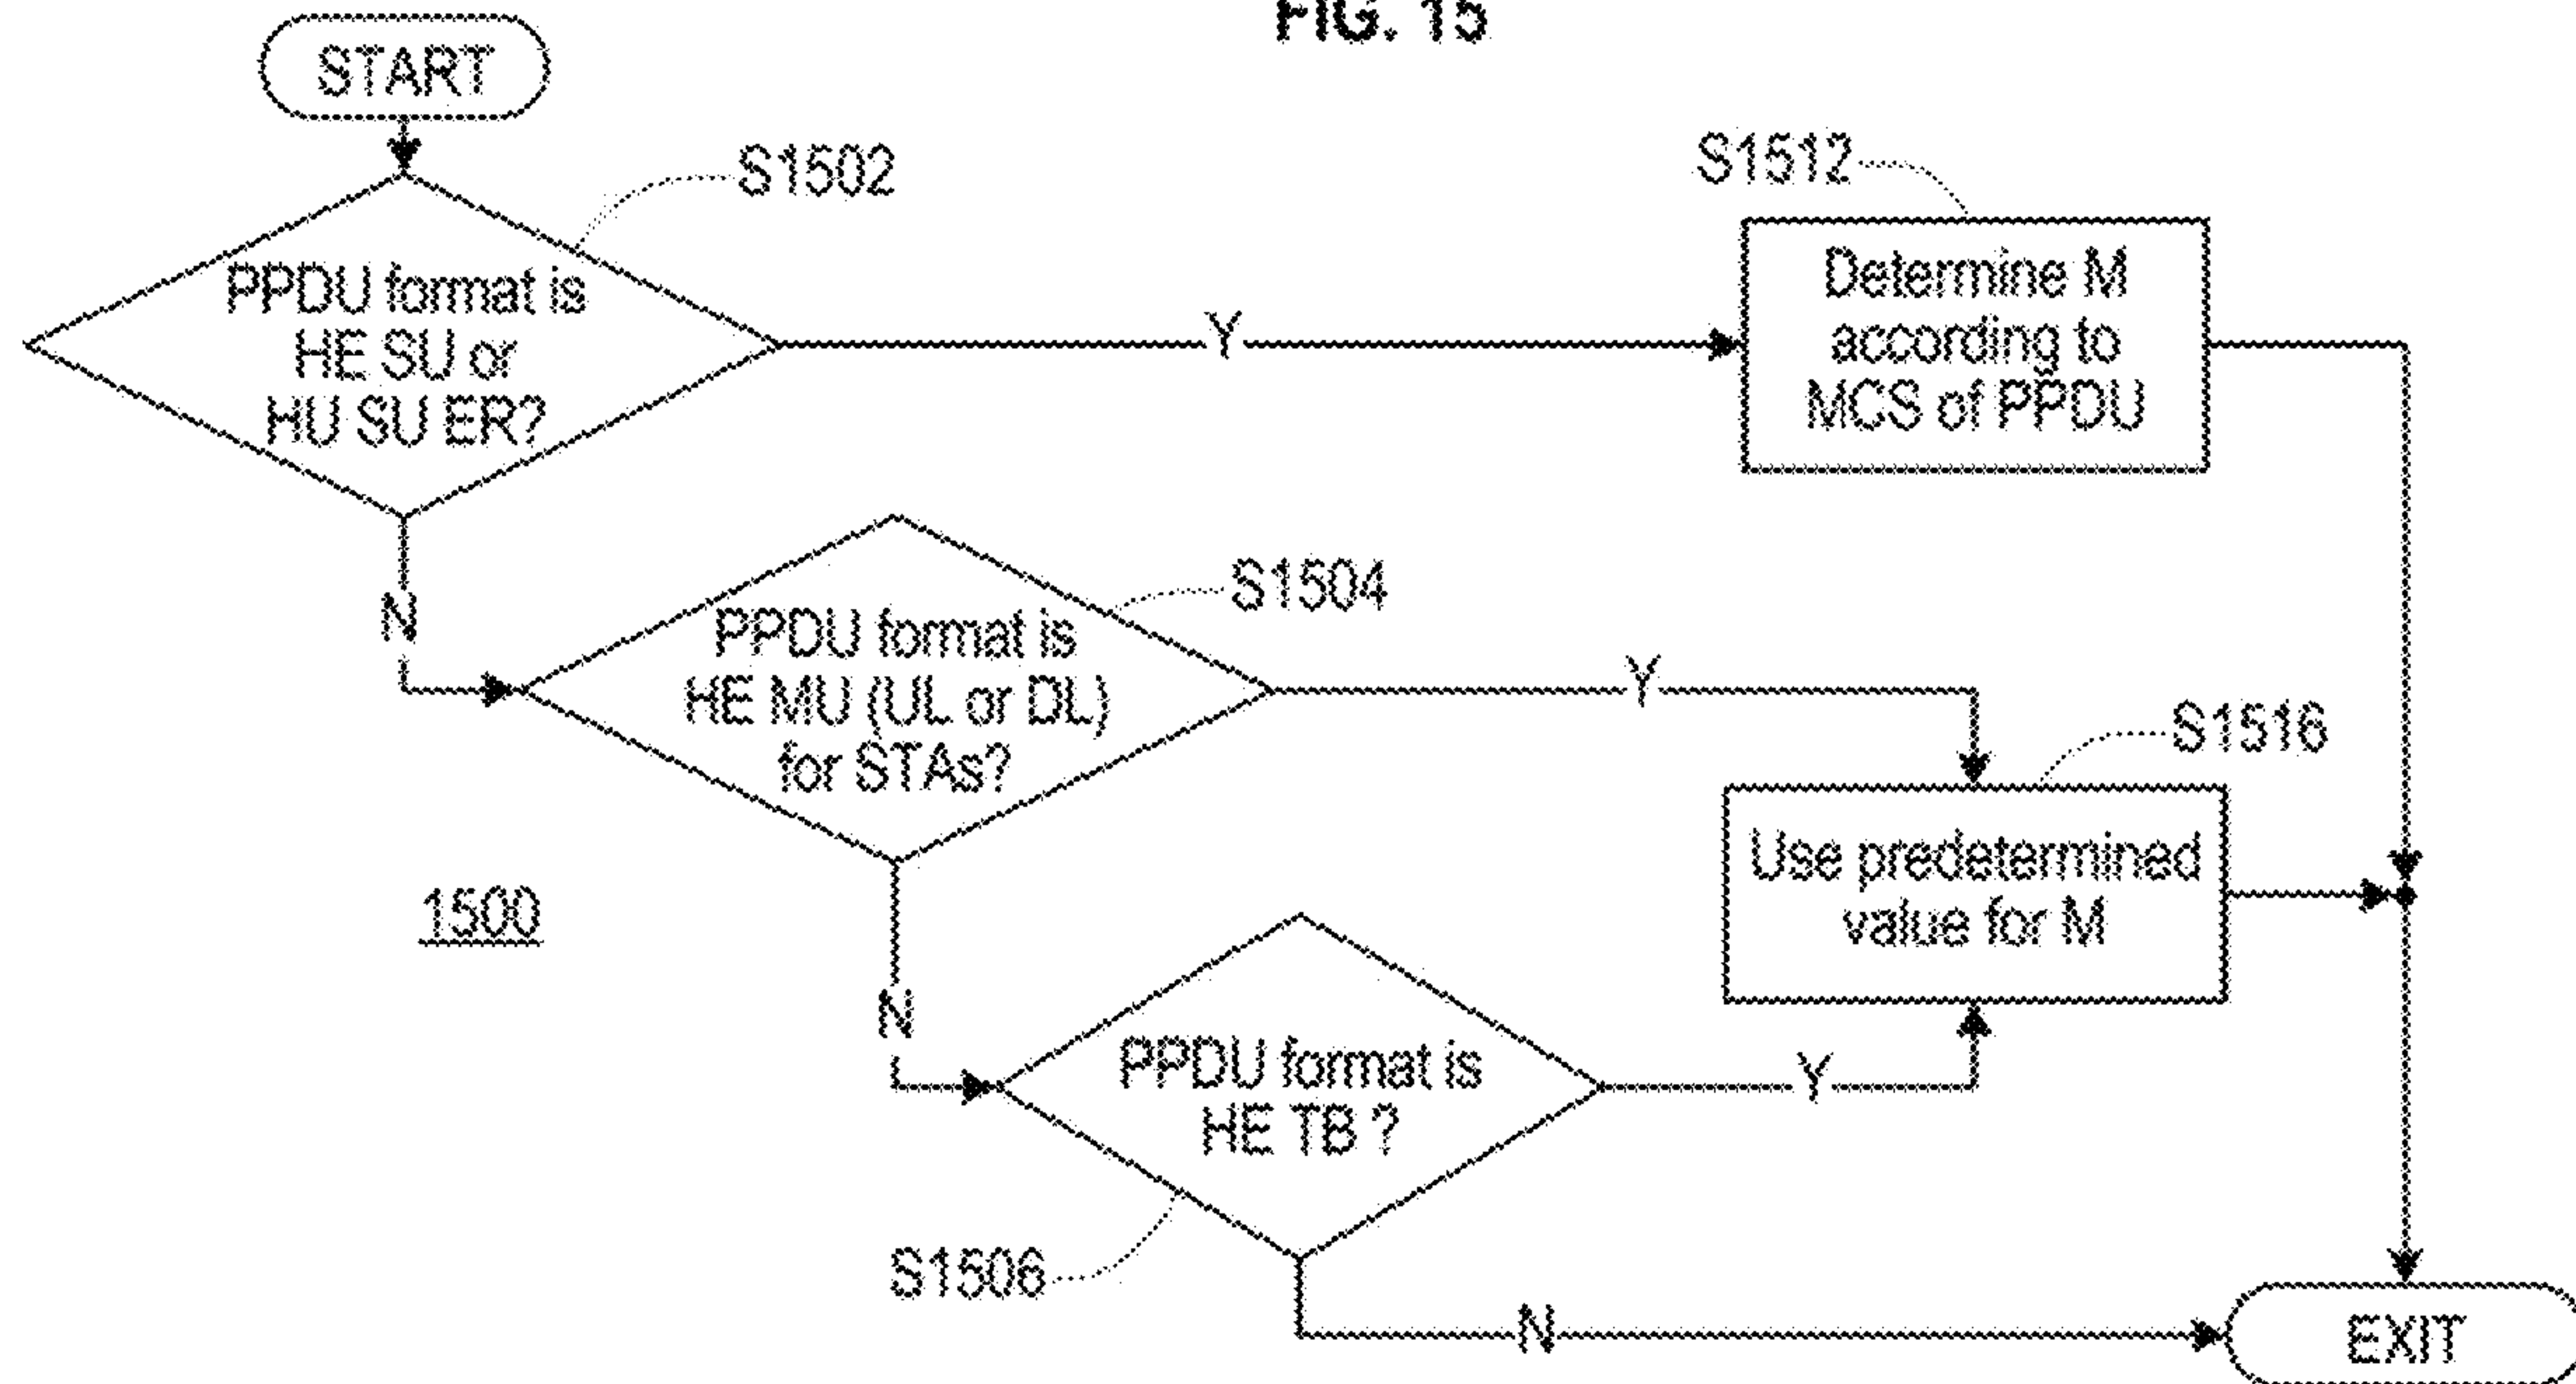 FIG. 15
START
S1502
PPDU format is
HE SU or
HU SU ER?
Y
S1512
Determine M
according to
MCS of PPDU
N
S1504
PPDU format is
HE MU (UL or DL)
for STAs?
Y
S1516
Use predetermined
value for M
1500
N
PPDU format is
HE TB ?
Y
S1506
N
EXIT